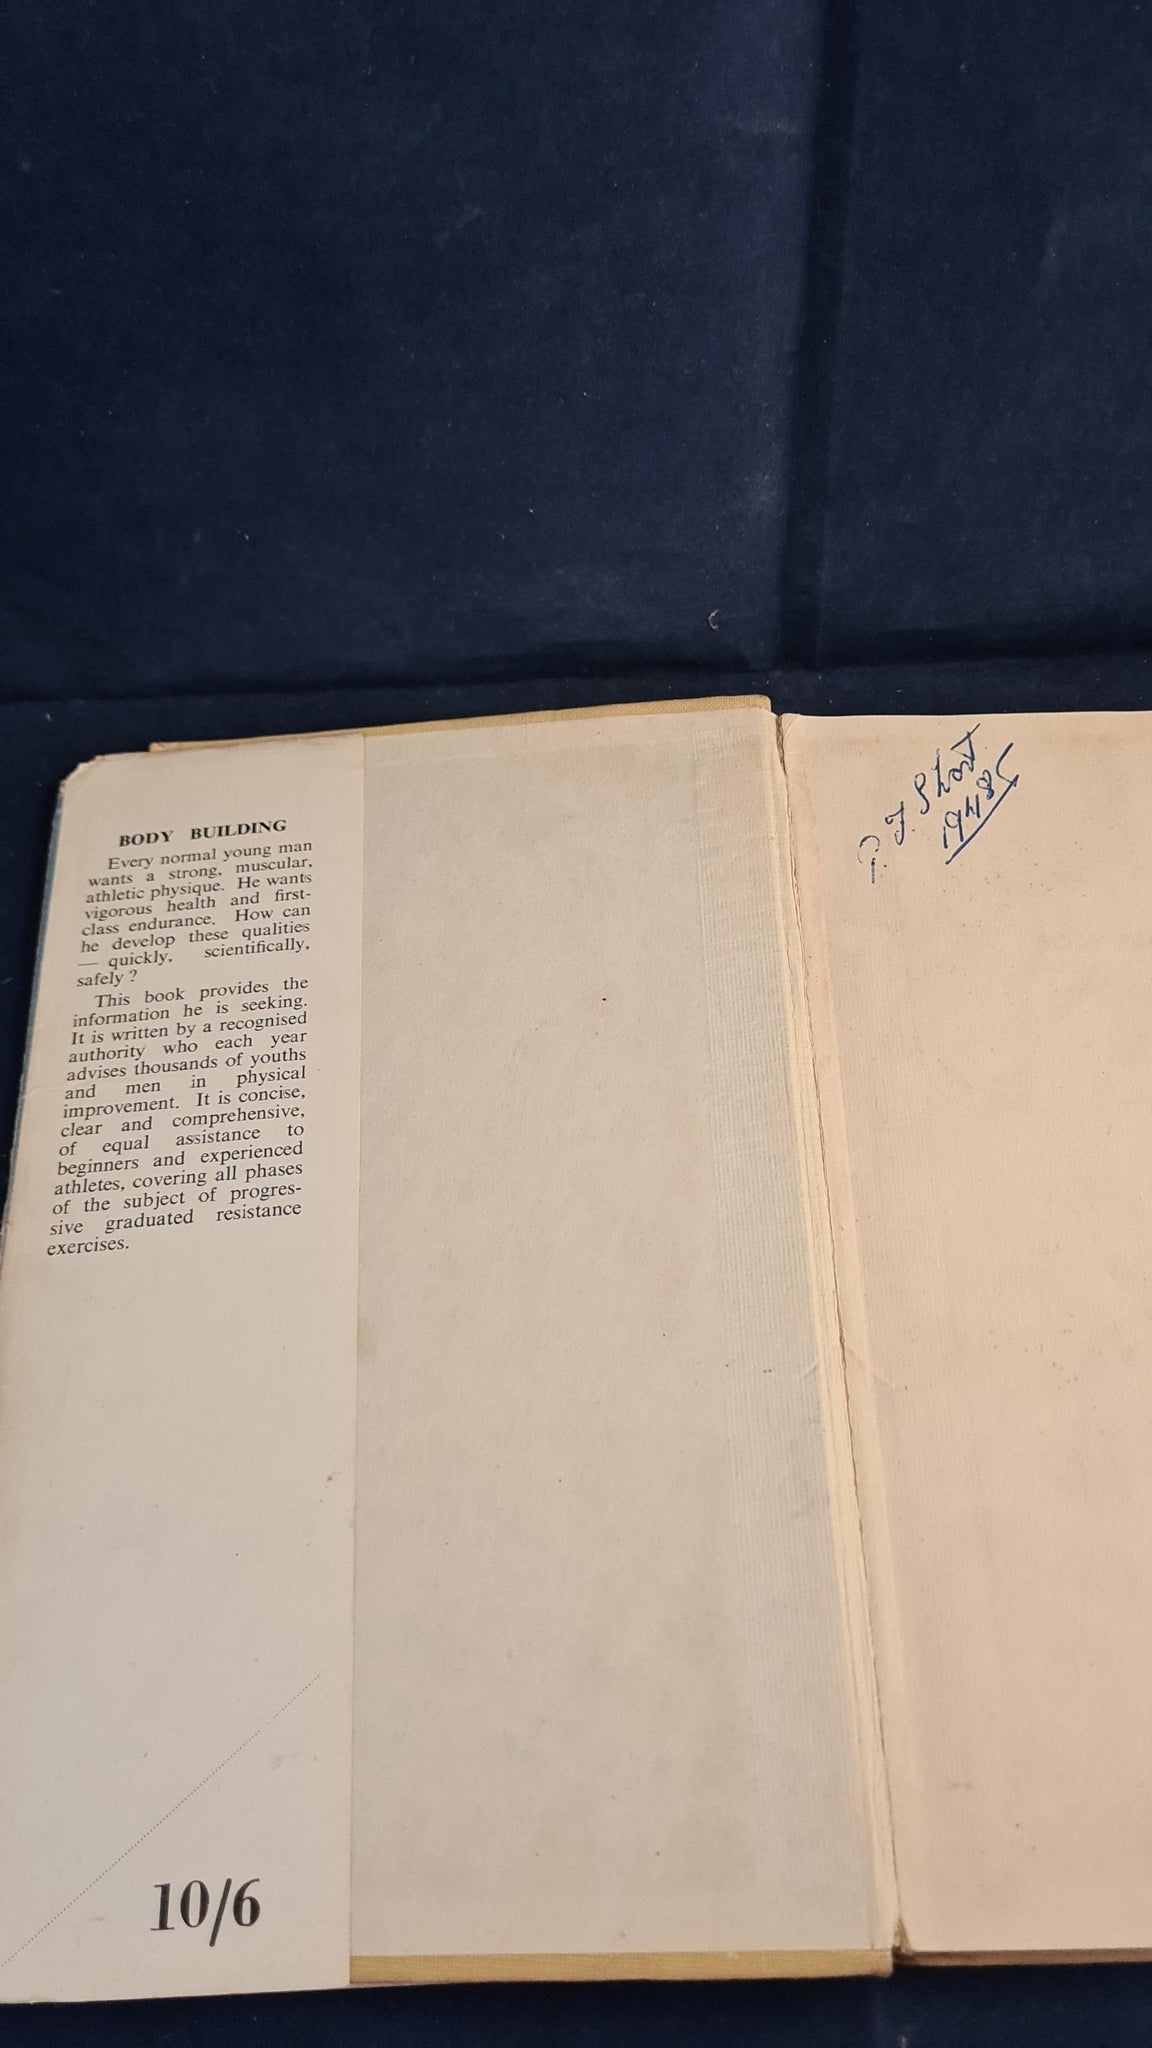 BODY BUILDING
Every normal young man
wants a strong, muscular,
athletic physique. He wants
vigorous health and first-
class endurance. How can
he develop these qualities
— quickly, scientifically,
safely ?
This book provides the
information he is seeking.
It is written by a recognised
authority who each year
advises thousands of youths
and men in physical
improvement. It is concise,
clear and comprehensive,
of equal assistance to
beginners and experienced
athletes, covering all phases
of the subject of progres-
sive graduated resistance
exercises.
10/6
P. J Short
1948